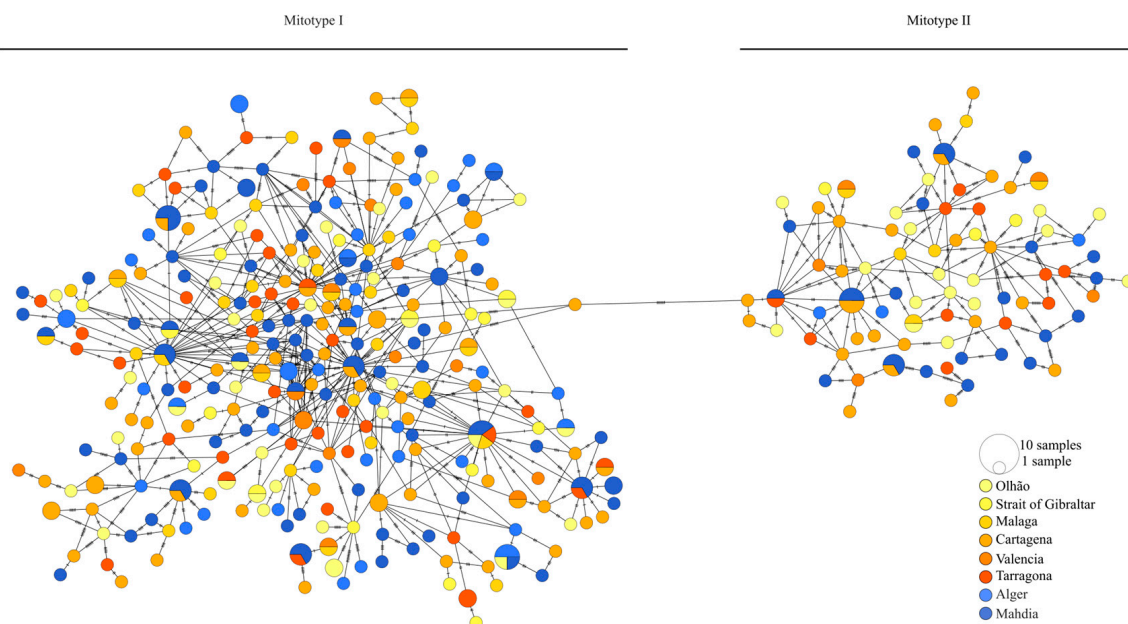 Mitotype I
Mitotype II
10 samples
1 sample
Olhão
Strait of Gibraltar
Malaga
Cartagena
Valencia
Tarragona
Alger
Mahdia